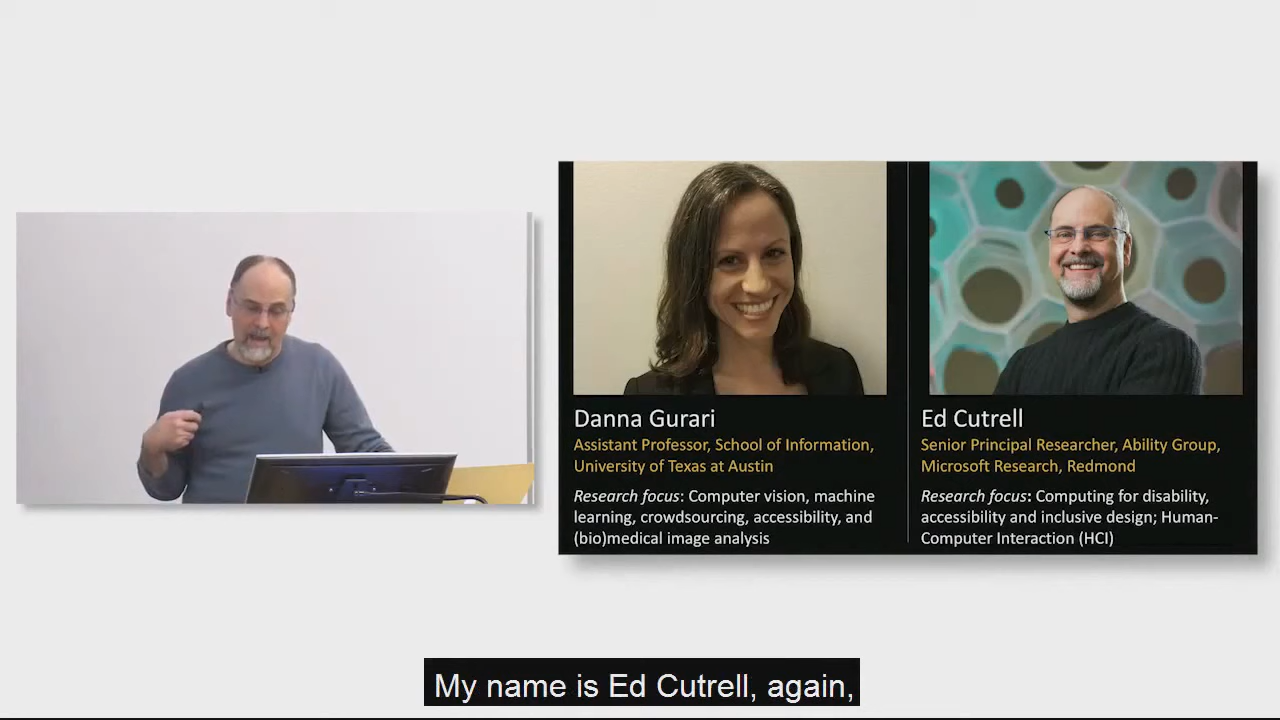 Danna Gurari
Assistant Professor, School of Information,
University of Texas at Austin
Research focus: Computer vision, machine
learning, crowdsourcing, accessibility, and
(bio)medical image analysis
Ed Cutrell
Senior Principal Researcher, Ability Group,
Microsoft Research, Redmond
Research focus: Computing for disability,
accessibility and inclusive design; Human-
Computer Interaction (HCI)
My name is Ed Cutrell, again,